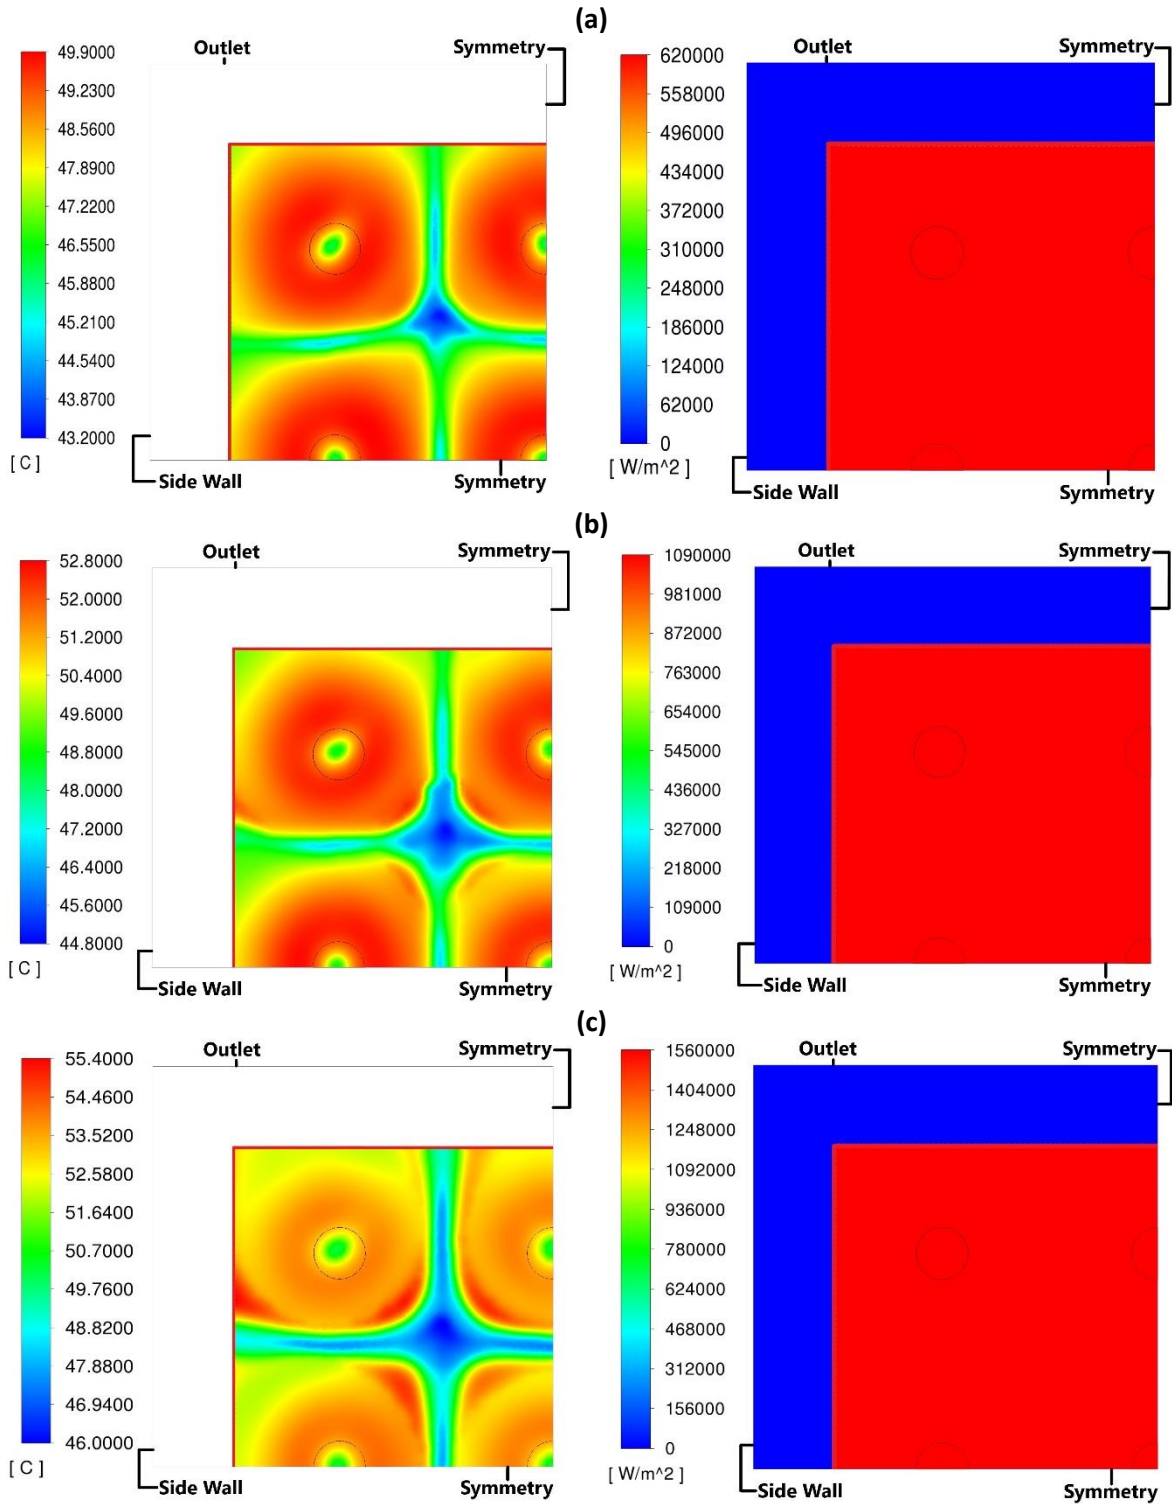 (a)
Outlet
Symmetry
49.9000
49.2300
48.5600
47.8900
47.2200
46.5500
45.8800
45.2100
44.5400
43.8700
43.2000
[ C ]
Side Wall
Symmetry
Outlet
Symmetry
620000
558000
496000
434000
372000
310000
248000
186000
124000
62000
0
[ W/m^2 ]
Side Wall
Symmetry
(b)
Outlet
Symmetry
52.8000
52.0000
51.2000
50.4000
49.6000
48.8000
48.0000
47.2000
46.4000
45.6000
44.8000
[ C ]
Side Wall
Symmetry
Outlet
Symmetry
1090000
981000
872000
763000
654000
545000
436000
327000
218000
109000
0
[ W/m^2 ]
Side Wall
Symmetry
(c)
Outlet
Symmetry
55.4000
54.4600
53.5200
52.5800
51.6400
50.7000
49.7600
48.8200
47.8800
46.9400
46.0000
[ C ]
Side Wall
Symmetry
Outlet
Symmetry
1560000
1404000
1248000
1092000
936000
780000
624000
468000
312000
156000
0
[ W/m^2 ]
Side Wall
Symmetry